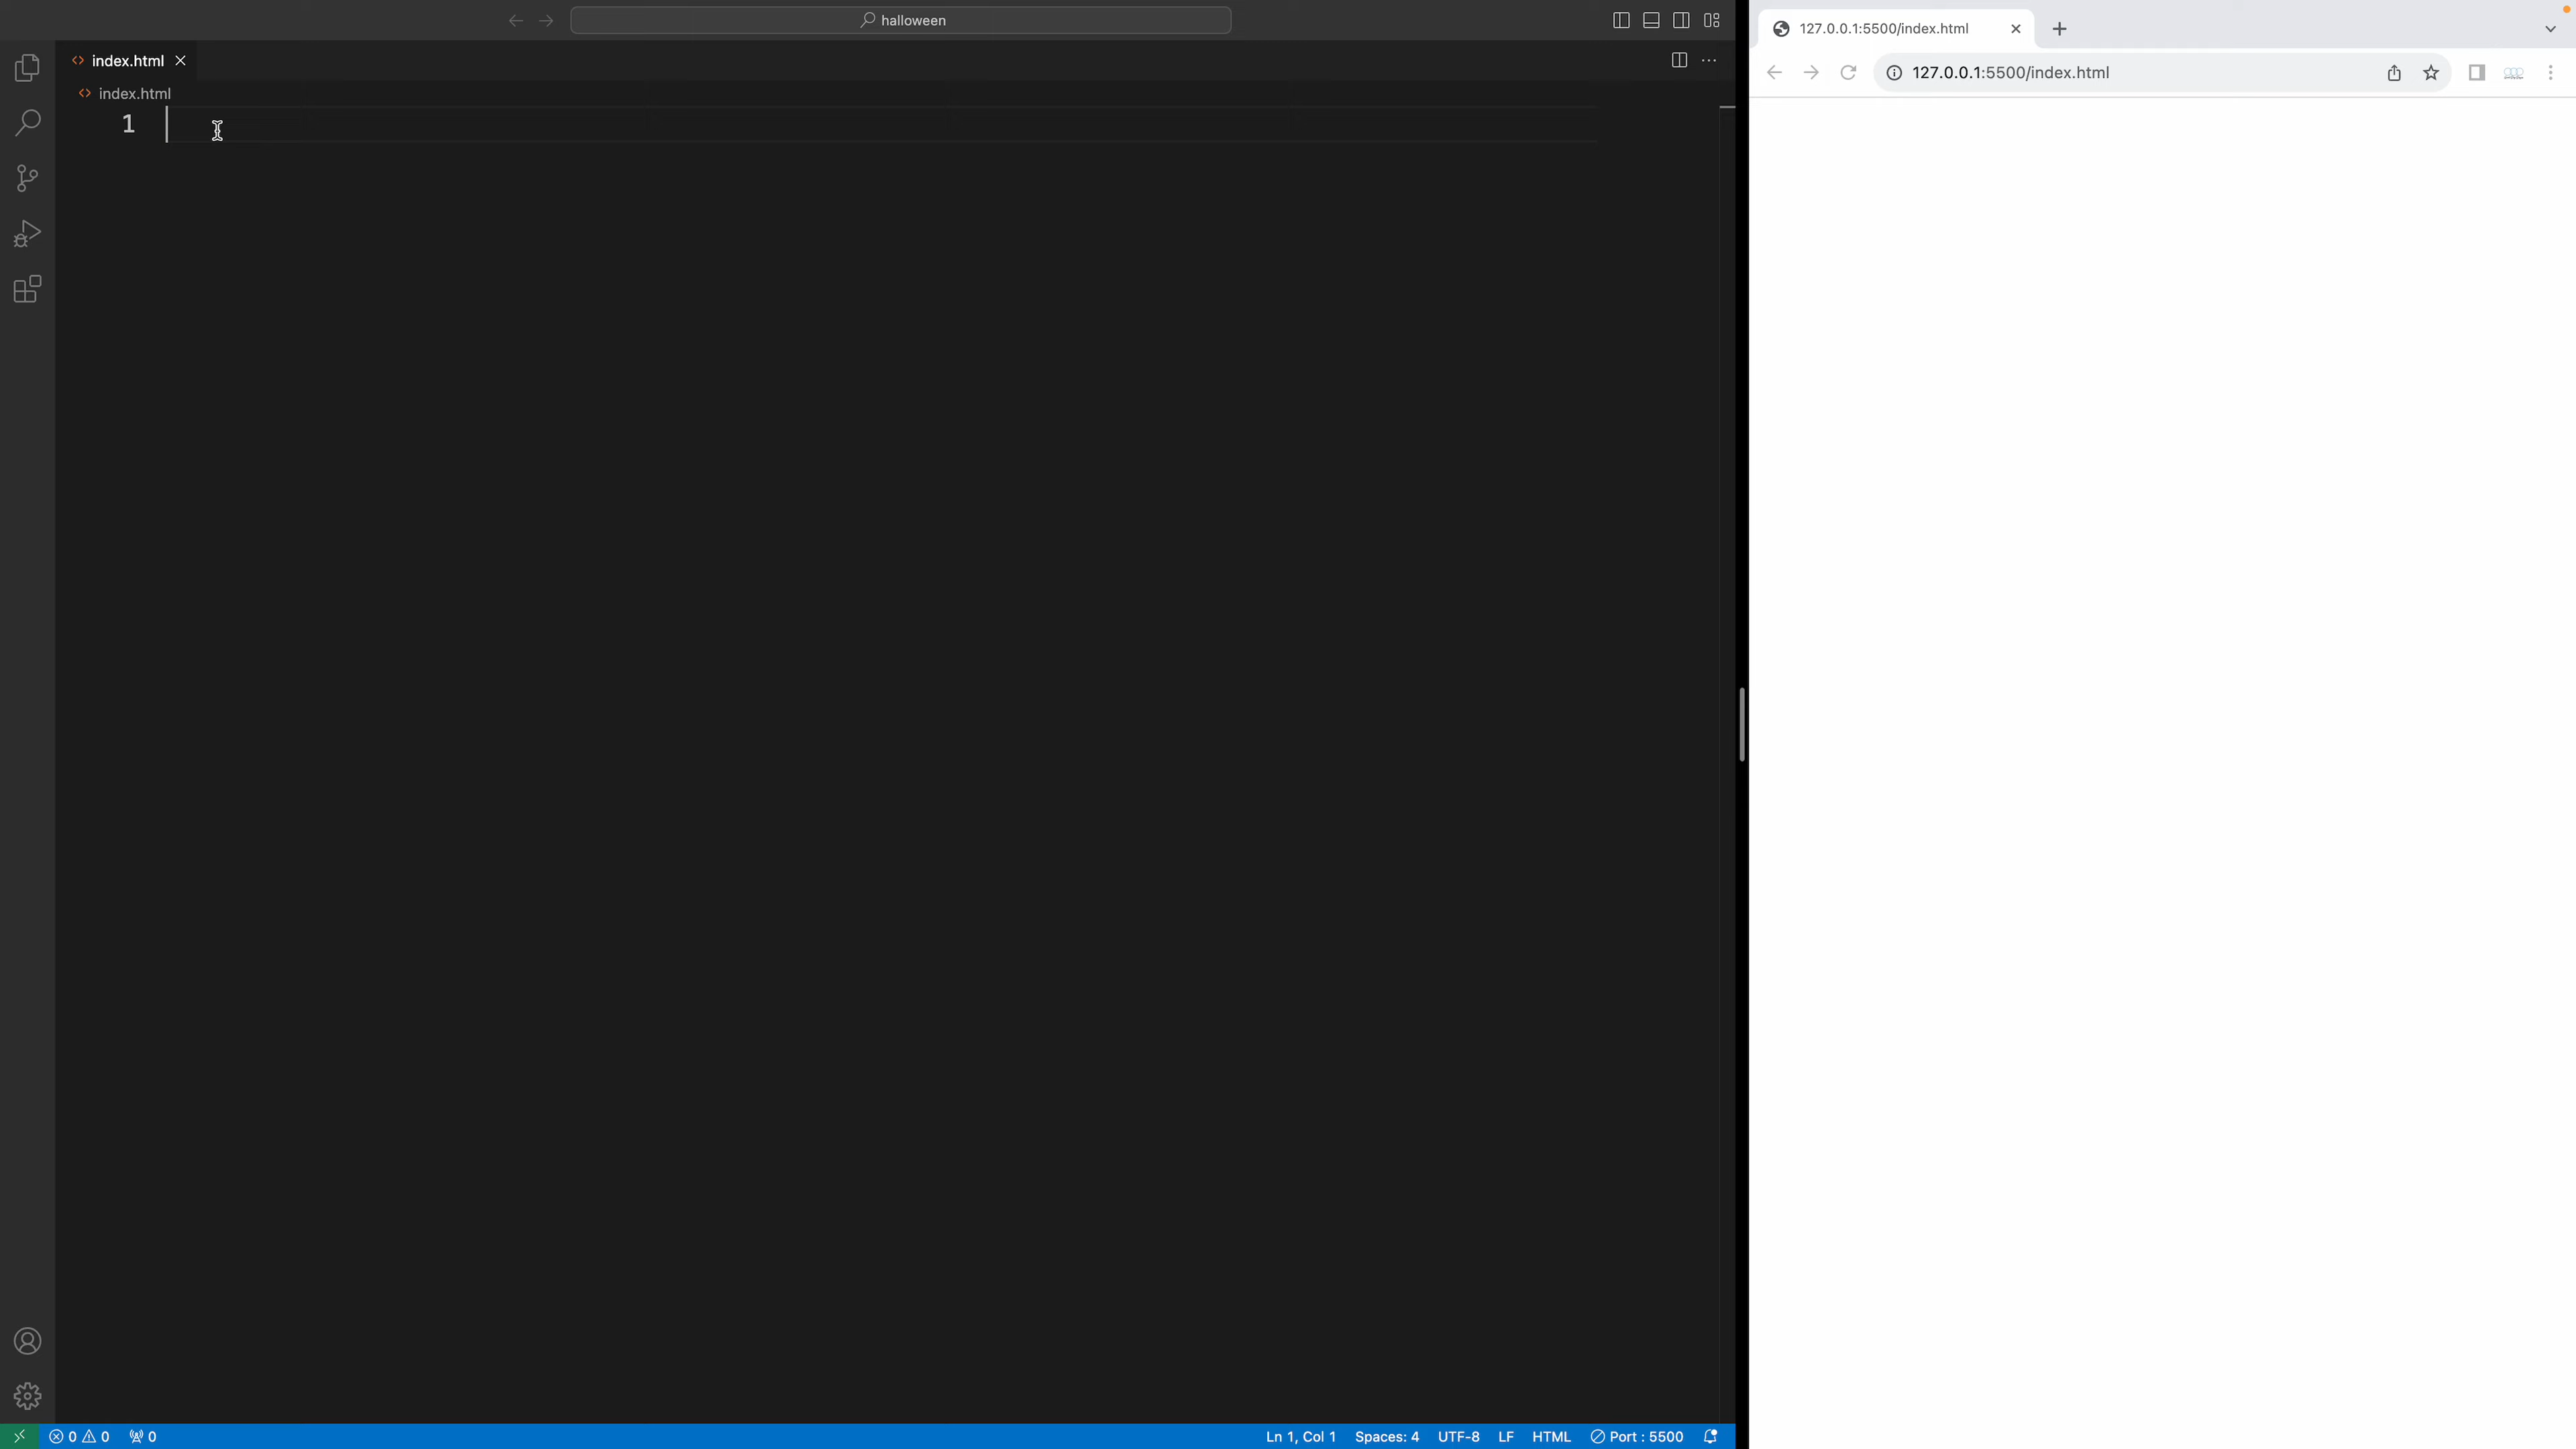 halloween
127.0.0.1:5500/index.html
index.html
127.0.0.1:5500/index.html
index.html
1
0 0 0
Ln 1, Col 1 Spaces: 4 UTF-8 LF HTML Port : 5500